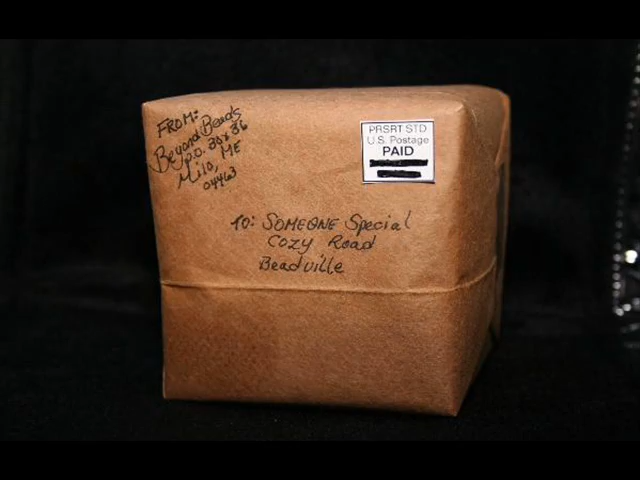 FROM:
Beyond Beads
P.O. Box 36
Milo, ME
04463
PRSRT STD
U.S. Postage
PAID
TO: SOMEONE Special
Cozy Road
Beadville